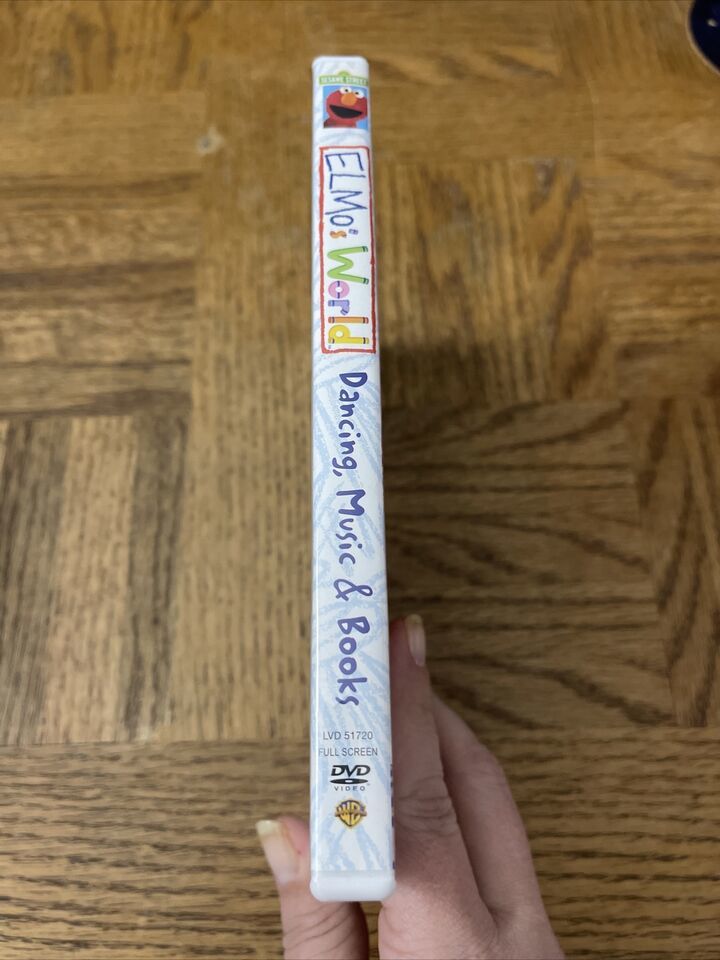 SESAME STREET
ELMO's World
Dancing, Music & Books
LVD 51720
FULL SCREEN
DVD
VIDEO
WB